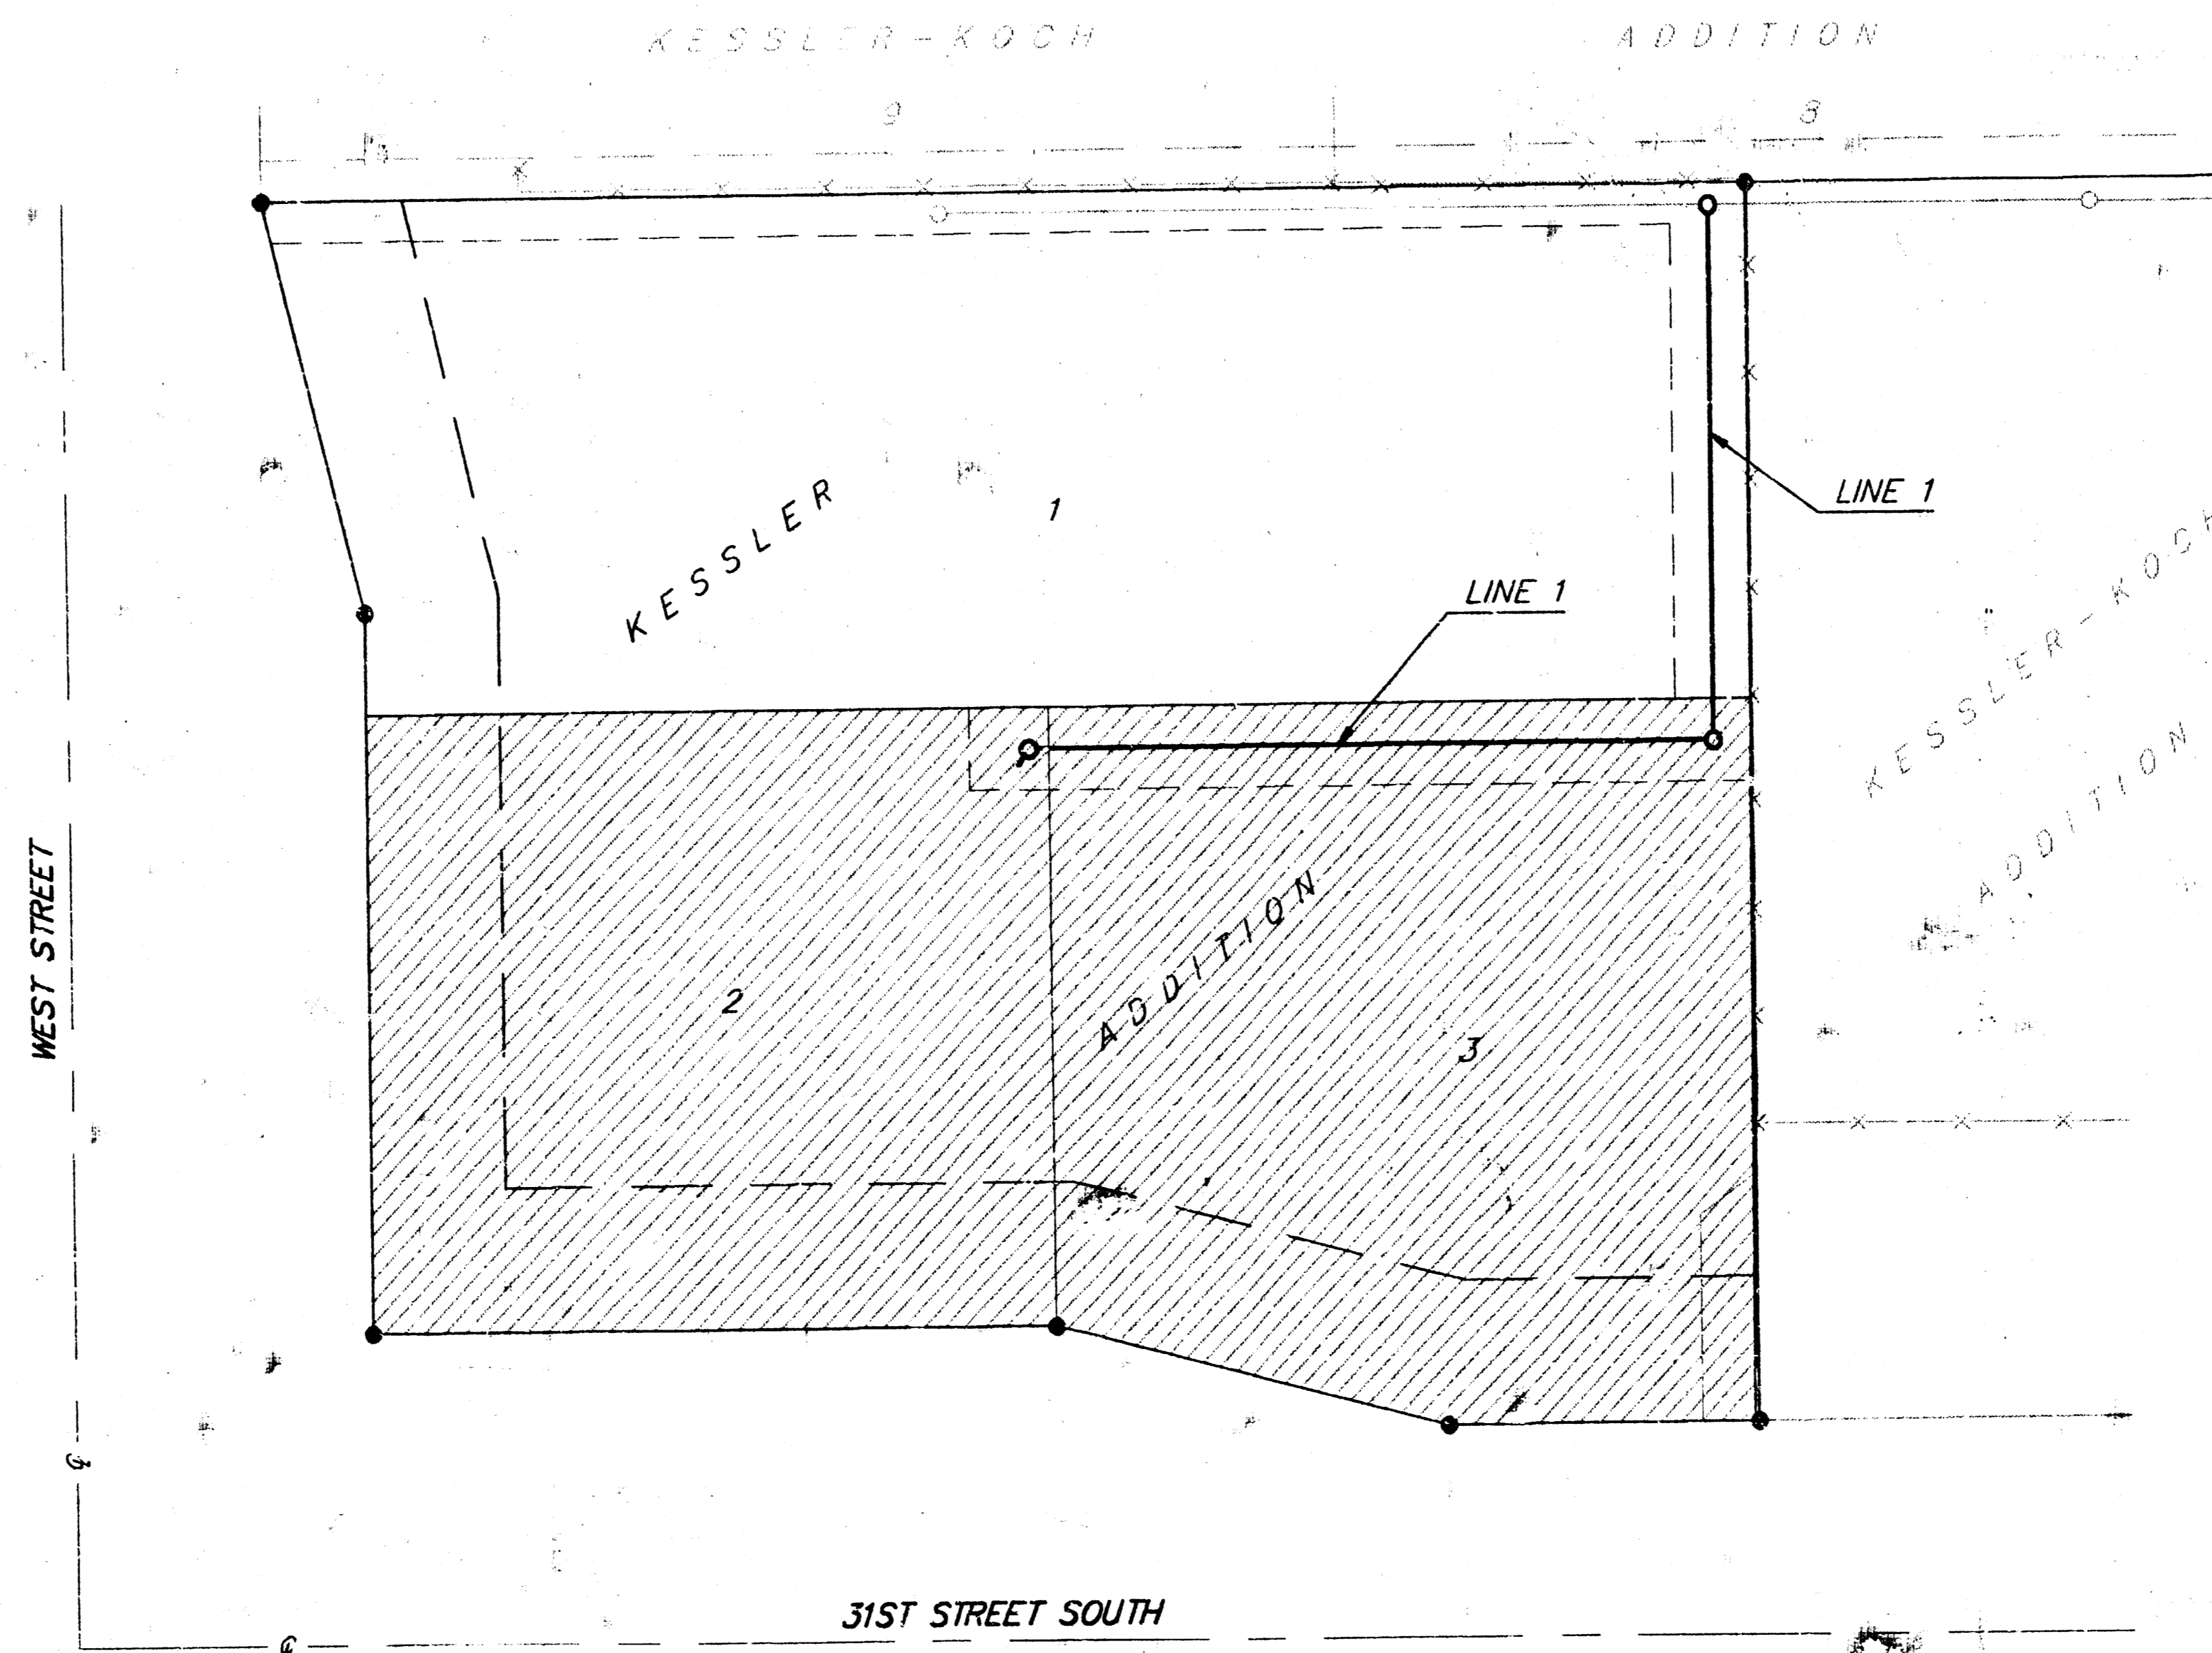 KESSLER-KOCH ADDITION
9
8
LINE 1
KESSLER
1
LINE 1
KESSLER-KOCH
ADDITION
WEST STREET
2
ADDITION
3
31ST STREET SOUTH